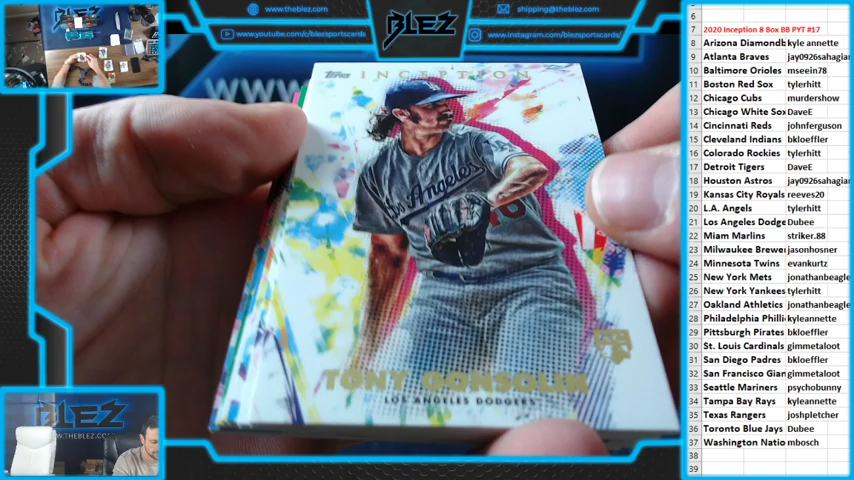 www.theblez.com
shipping@theblez.com
www.youtube.com/c/blezsportscards
www.instagram.com/blezsportscards/
BLEZ
Topps INCEPTION
Los Angeles
TONY GONSOLIN
LOS ANGELES DODGERS
BLEZ
WWW.THEBLEZ.COM
6
7 2020 Inception 8 Box BB PYT #17
8 Arizona Diamondb kyle annette
9 Atlanta Braves jay0926sahagian
10 Baltimore Orioles mseein78
11 Boston Red Sox tylerhitt
12 Chicago Cubs murdershow
13 Chicago White Sox DaveE
14 Cincinnati Reds johnferguson
15 Cleveland Indians bkloeffler
16 Colorado Rockies tylerhitt
17 Detroit Tigers DaveE
18 Houston Astros jay0926sahagian
19 Kansas City Royals reeves20
20 L.A. Angels tylerhitt
21 Los Angeles Dodge Dubee
22 Miami Marlins striker.88
23 Milwaukee Brewe jasonhosner
24 Minnesota Twins evankurtz
25 New York Mets jonathanbeagle
26 New York Yankees tylerhitt
27 Oakland Athletics jonathanbeagle
28 Philadelphia Philli kyleannette
29 Pittsburgh Pirates bkloeffler
30 St. Louis Cardinals gimmetaloot
31 San Diego Padres bkloeffler
32 San Francisco Gian gimmetaloot
33 Seattle Mariners psychobunny
34 Tampa Bay Rays kyleannette
35 Texas Rangers joshpletcher
36 Toronto Blue Jays Dubee
37 Washington Natio mbosch
38
39